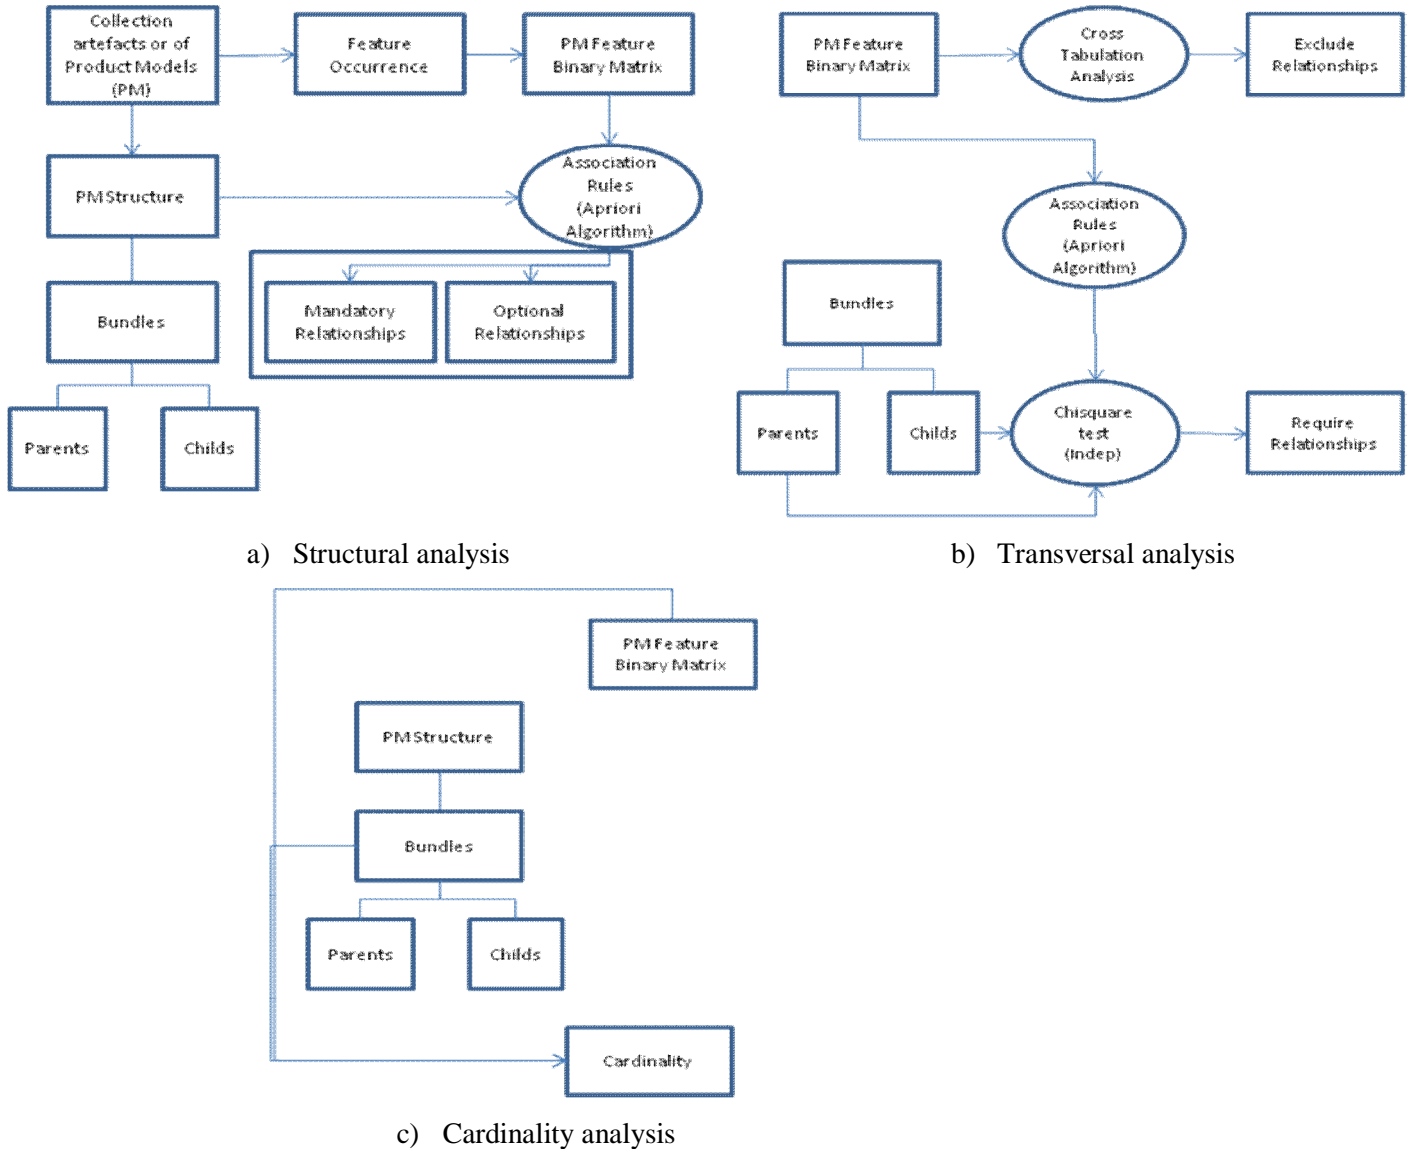 Collection
artefacts or of
Product Models
(PM)
Feature
Occurrence
PM Feature
Binary Matrix
PM Structure
Association
Rules
(Apriori
Algorithm)
Bundles
Mandatory
Relationships
Optional
Relationships
Parents
Childs
a) Structural analysis
PM Feature
Binary Matrix
Cross
Tabulation
Analysis
Exclude
Relationships
Association
Rules
(Apriori
Algorithm)
Bundles
Parents
Childs
Chisquare
test
(Indep)
Require
Relationships
b) Transversal analysis
PM Feature
Binary Matrix
PM Structure
Bundles
Parents
Childs
Cardinality
c) Cardinality analysis